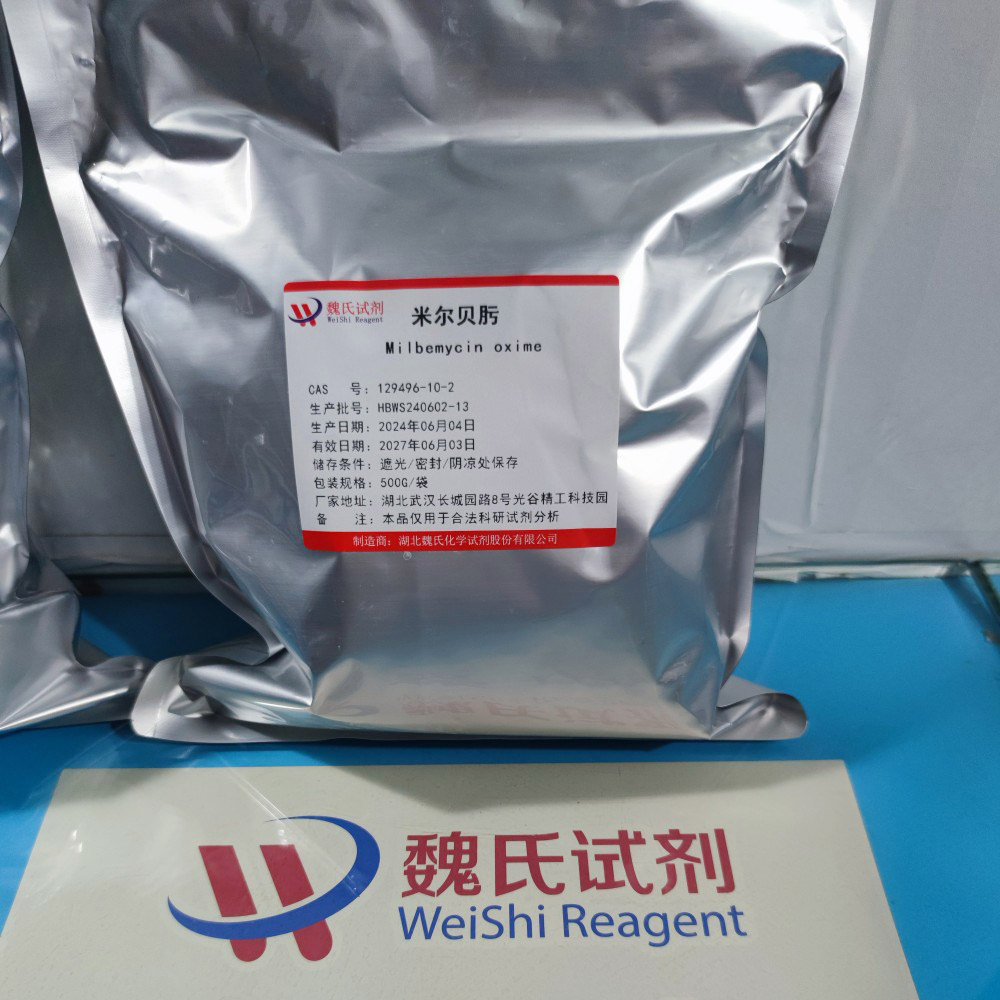 魏氏试剂
WeiShi Reagent
米尔贝肟
Milbemycin oxime
CAS 号：129496-10-2
生产批号：HBWS240602-13
生产日期：2024年06月04日
有效日期：2027年06月03日
储存条件：遮光/密封/阴凉处保存
包装规格：500G/袋
厂家地址：湖北武汉长城园路8号光谷精工科技园
备 注：本品仅用于合法科研试剂分析
制造商：湖北魏氏化学试剂股份有限公司
魏氏试剂
WeiShi Reagent